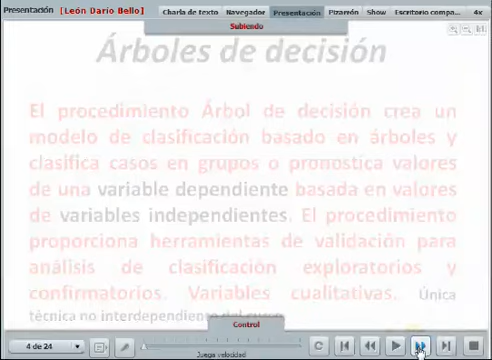 Presentación [León Darío Bello] Charla de texto Navegador Presentación Pizarrón Show Escritorio compa... 4x
Subiendo
Árboles de decisión
El procedimiento Árbol de decisión crea un
modelo de clasificación basado en árboles y
clasifica casos en grupos o pronostica valores
de una variable dependiente basada en valores
de variables independientes. El procedimiento
proporciona herramientas de validación para
análisis de clasificación exploratorios y
confirmatorios. Variables cualitativas. Única
técnica no interdependiente del curso
Control
4 de 24
Juega velocidad